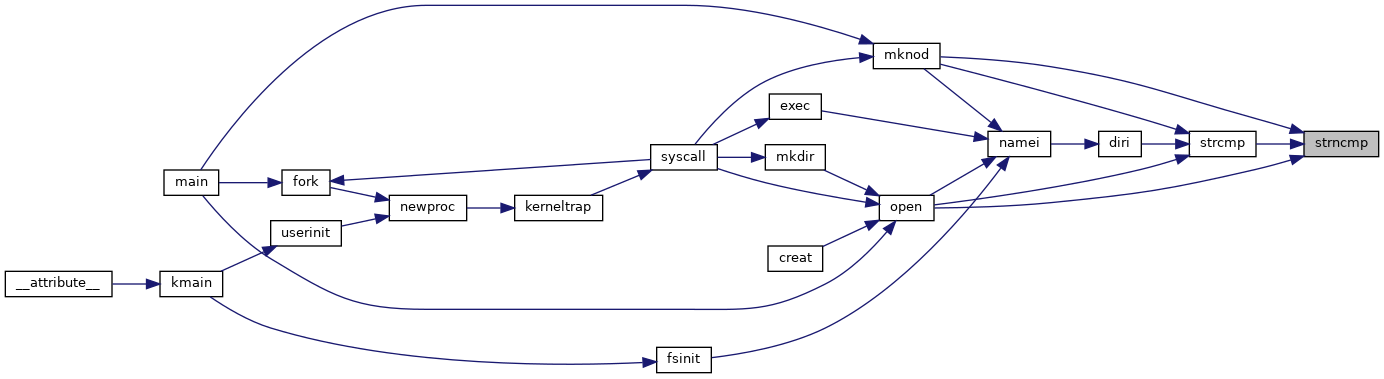 mknod
exec
strcmp
strncmp
namei
diri
syscall
mkdir
main
fork
newproc
kerneltrap
open
userinit
creat
__attribute__
kmain
fsinit